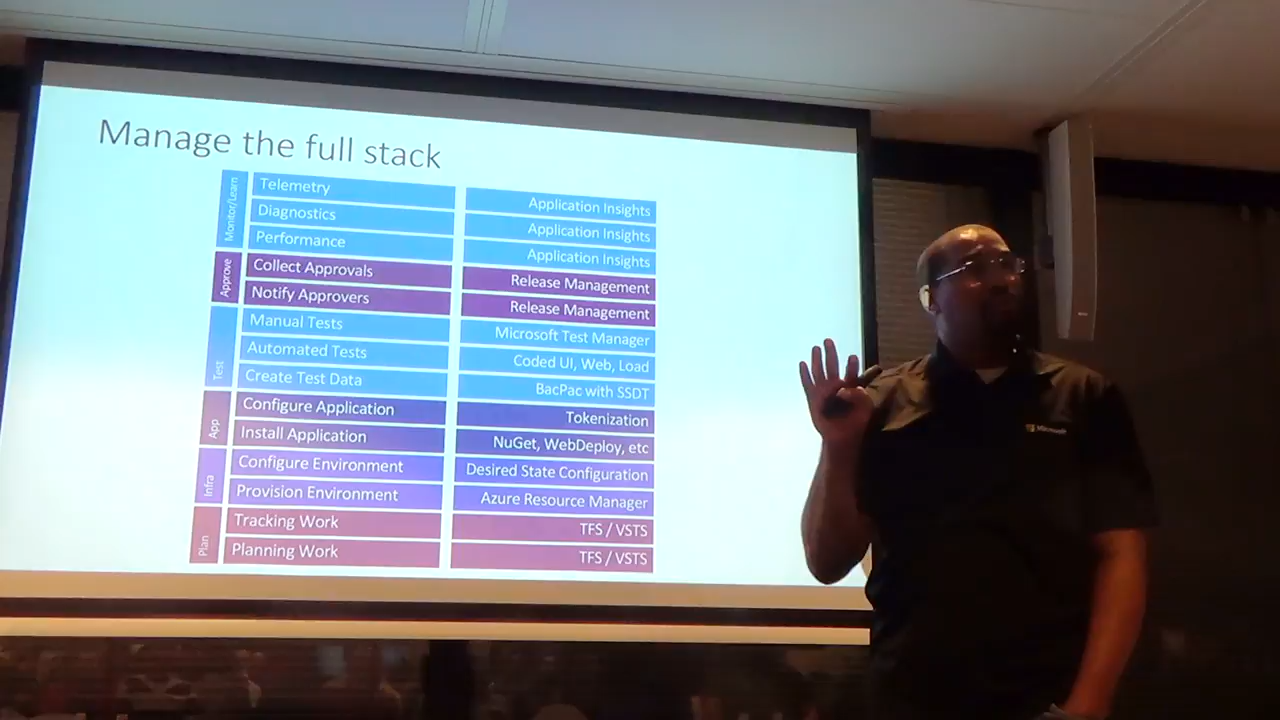 Manage the full stack
Monitor/Learn
Telemetry
Application Insights
Diagnostics
Application Insights
Performance
Application Insights
Approve
Collect Approvals
Release Management
Notify Approvers
Release Management
Test
Manual Tests
Microsoft Test Manager
Automated Tests
Coded UI, Web, Load
Create Test Data
BacPac with SSDT
App
Configure Application
Tokenization
Install Application
NuGet, WebDeploy, etc
Infra
Configure Environment
Desired State Configuration
Provision Environment
Azure Resource Manager
Plan
Tracking Work
TFS / VSTS
Planning Work
TFS / VSTS
Microsoft